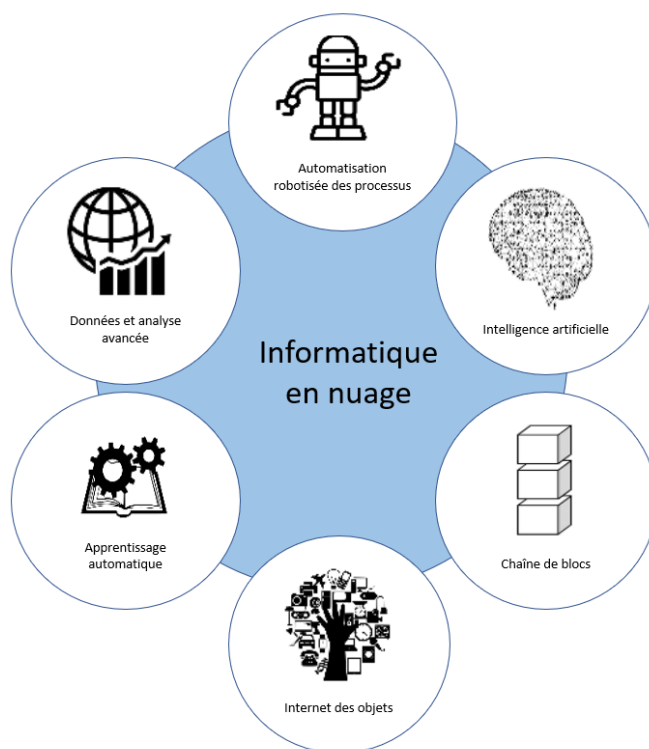 Automatisation
robotisée des processus
Données et analyse
avancée
Intelligence artificielle
Informatique
en nuage
Apprentissage
automatique
Chaîne de blocs
Internet des objets